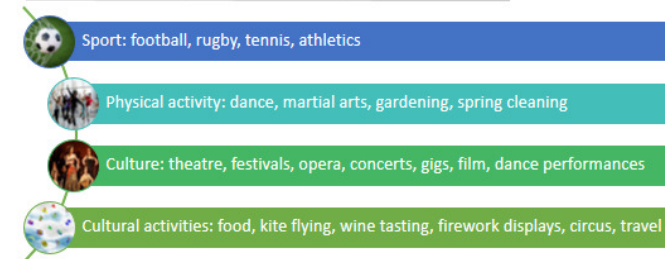 Sport: football, rugby, tennis, athletics
Physical activity: dance, martial arts, gardening, spring cleaning
Culture: theatre, festivals, opera, concerts, gigs, film, dance performances
Cultural activities: food, kite flying, wine tasting, firework displays, circus, travel